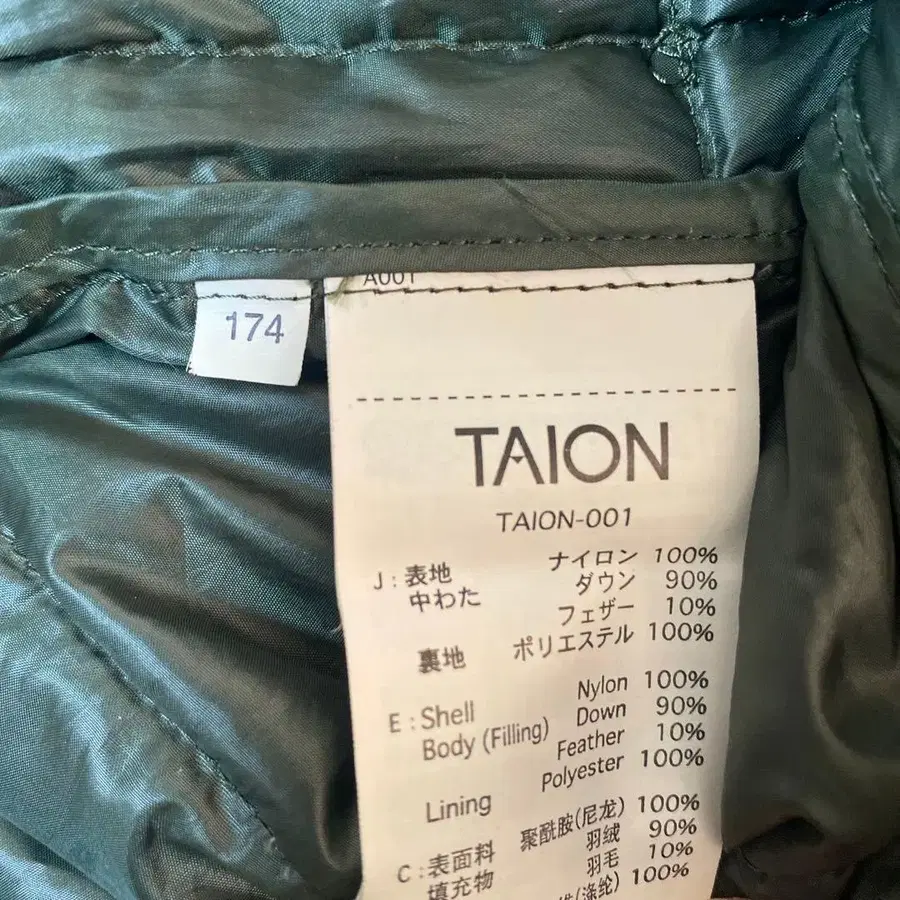 A001
174
TAION
TAION-001
J : 表地 ナイロン 100%
中わた ダウン 90%
フェザー 10%
裏地 ポリエステル 100%
E : Shell Nylon 100%
Body (Filling) Down 90%
Feather 10%
Lining Polyester 100%
C : 表面料 聚酰胺(尼龙) 100%
填充物 羽绒 90%
羽毛 10%
(涤纶) 100%